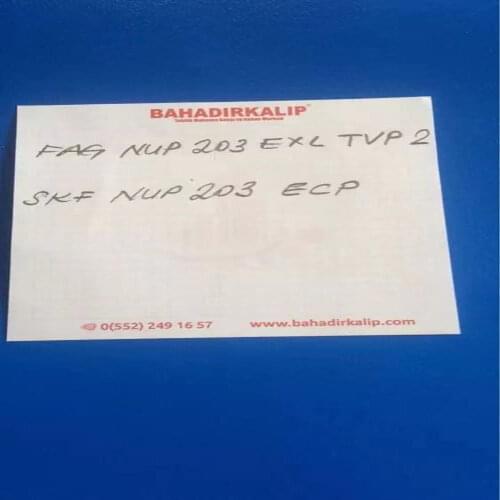 BAHADIRKALIP
FAG NUP 203 EXL TVP 2
SKF NUP 203 ECP
0(552) 249 16 57
www.bahadirkalip.com